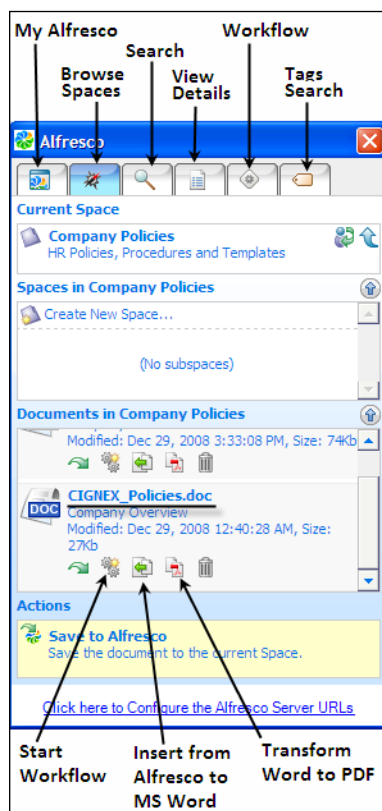 My Alfresco
Workflow
Search
Browse
Spaces
View
Details
Tags
Search
Alfresco
Current Space
Company Policies
HR Policies, Procedures and Templates
Spaces in Company Policies
Create New Space...
(No subspaces)
Documents in Company Policies
Modified: Dec 29, 2008 3:33:08 PM, Size: 74Kb
DOC
CIGNEX_Policies.doc
Company Overview
Modified: Dec 29, 2008 12:40:28 AM, Size:
27Kb
Actions
Save to Alfresco
Save the document to the current Space.
Click here to Configure the Alfresco Server URLs
Start
Workflow
Insert from
Alfresco to
MS Word
Transform
Word to PDF